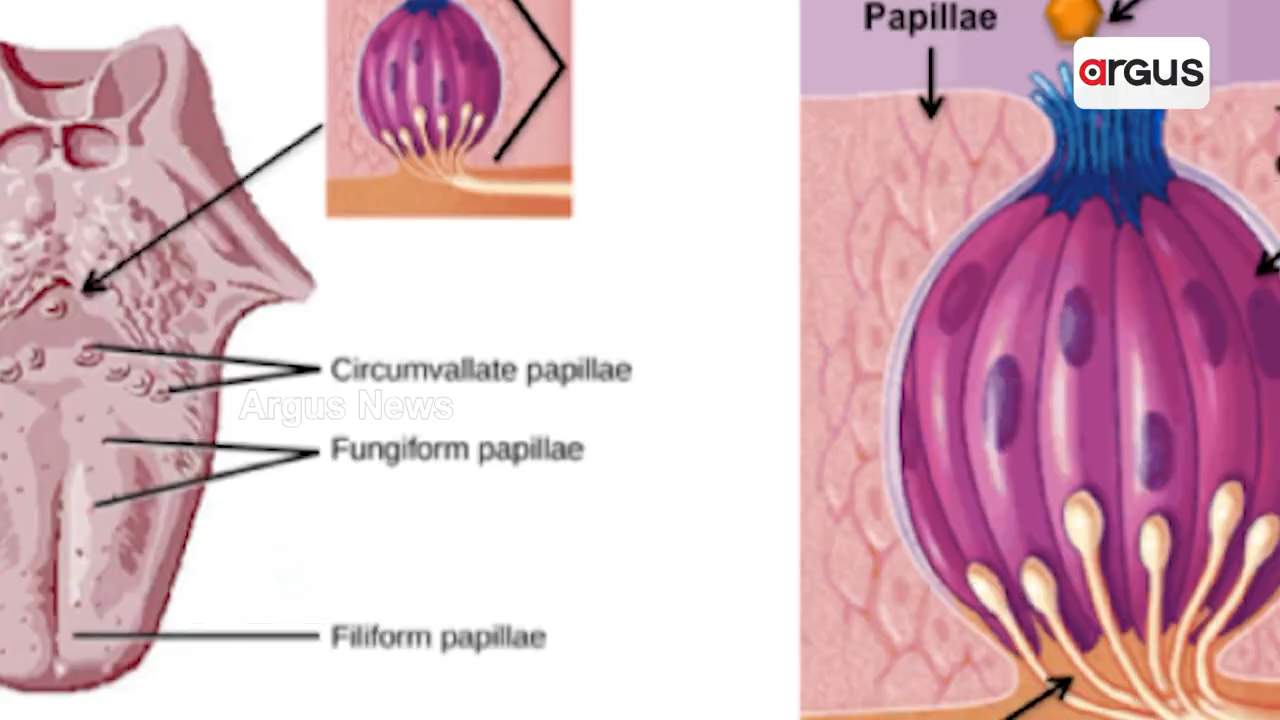 Papillae
argus
Circumvallate papillae
Argus News
Fungiform papillae
Filiform papillae